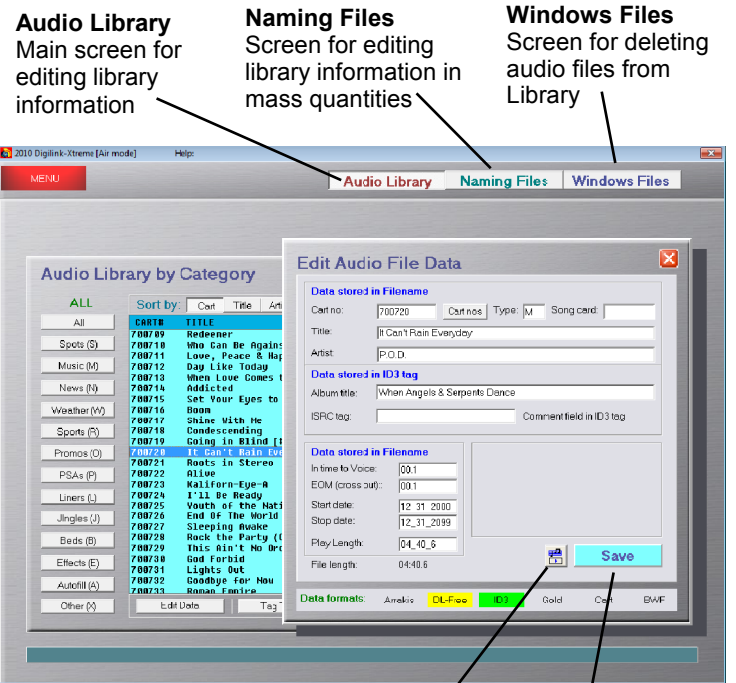 Audio Library
Main screen for
editing library
information
Naming Files
Screen for editing
library information in
mass quantities
Windows Files
Screen for deleting
audio files from
Library
2010 Digilink-Xtreme [Air mode] Help:
MENU
Audio Library Naming Files Windows Files
Audio Library by Category
ALL
All
Spots (S)
Music (M)
News (N)
Weather (W)
Sports (R)
Promos (O)
PSAs (P)
Liners (L)
Jingles (J)
Beds (B)
Effects (E)
Autofill (A)
Other (X)
Sort by: Cart Title Arti
CART# TITLE
700709 Redeemer
700710 Who Can Be Agains
700711 Love, Peace & Hap
700712 Day Like Today
700713 When Love Comes t
700714 Addicted
700715 Set Your Eyes to
700716 Boom
700717 Shine With Me
700718 Condescending
700719 Going in Blind [
700720 It Can't Rain Eve
700721 Roots in Stereo
700722 Alive
700723 Kaliforn-Eye-A
700724 I'll Be Ready
700725 Youth of the Nati
700726 End Of The World
700727 Sleeping Awake
700728 Rock the Party (O
700729 This Ain't No Orc
700730 God Forbid
700731 Lights Out
700732 Goodbye for Now
700733 Roman Empire
Edit Data Tag T
Edit Audio File Data
Data stored in Filename
Cart no: 700720 Cart nos Type: M Song card:
Title: It Can't Rain Everyday
Artist: P.O.D.
Data stored in ID3 tag
Album title: When Angels & Serpents Dance
ISRC tag: Comment field in ID3 tag
Data stored in Filename
In time to Voice: 00.1
EOM (cross out):: 00.1
Start date: 12_31_2000
Stop date: 12_31_2099
Play Length: 04_40_6
File length: 04:40.6
Save
Data formats: Arrakis DL-Free ID3 Gold Cart BWF